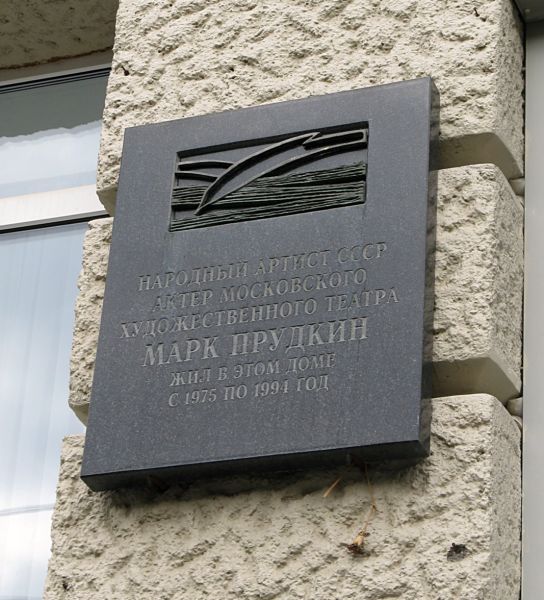 НАРОДНЫЙ АРТИСТ СССР
АКТЕР МОСКОВСКОГО
ХУДОЖЕСТВЕННОГО ТЕАТРА
МАРК ПРУДКИН
ЖИЛ В ЭТОМ ДОМЕ
С 1975 ПО 1994 ГОД